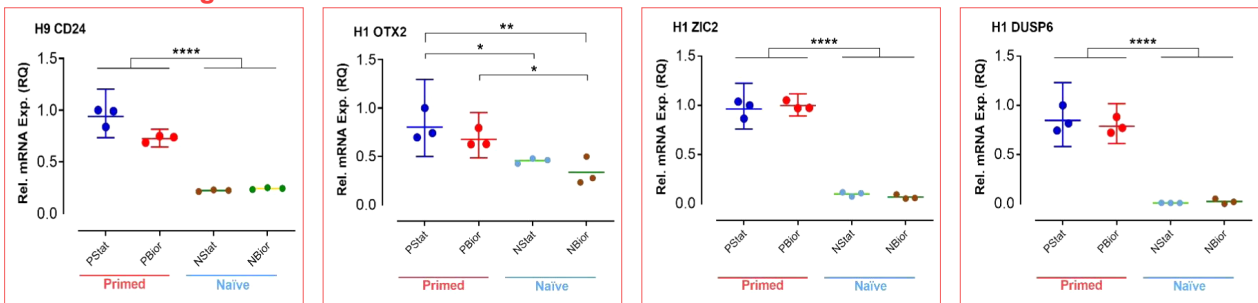 H9 CD24
****
Rel. mRNA Exp. (RQ)
1.5
1.0
0.5
0.0
PStat
PBior
NStat
NBior
Primed
Naïve
H1 OTX2
**
*
*
Rel. mRNA Exp. (RQ)
1.5
1.0
0.5
0.0
PStat
PBior
NStat
NBior
Primed
Naïve
H1 ZIC2
****
Rel. mRNA Exp. (RQ)
1.5
1.0
0.5
0.0
PStat
PBior
NStat
NBior
Primed
Naïve
H1 DUSP6
****
Rel. mRNA Exp. (RQ)
1.5
1.0
0.5
0.0
PStat
PBior
NStat
NBior
Primed
Naïve